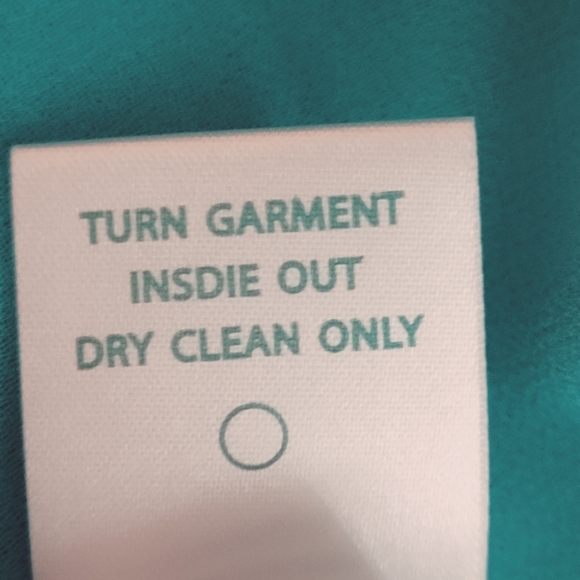 TURN GARMENT
INSDIE OUT
DRY CLEAN ONLY